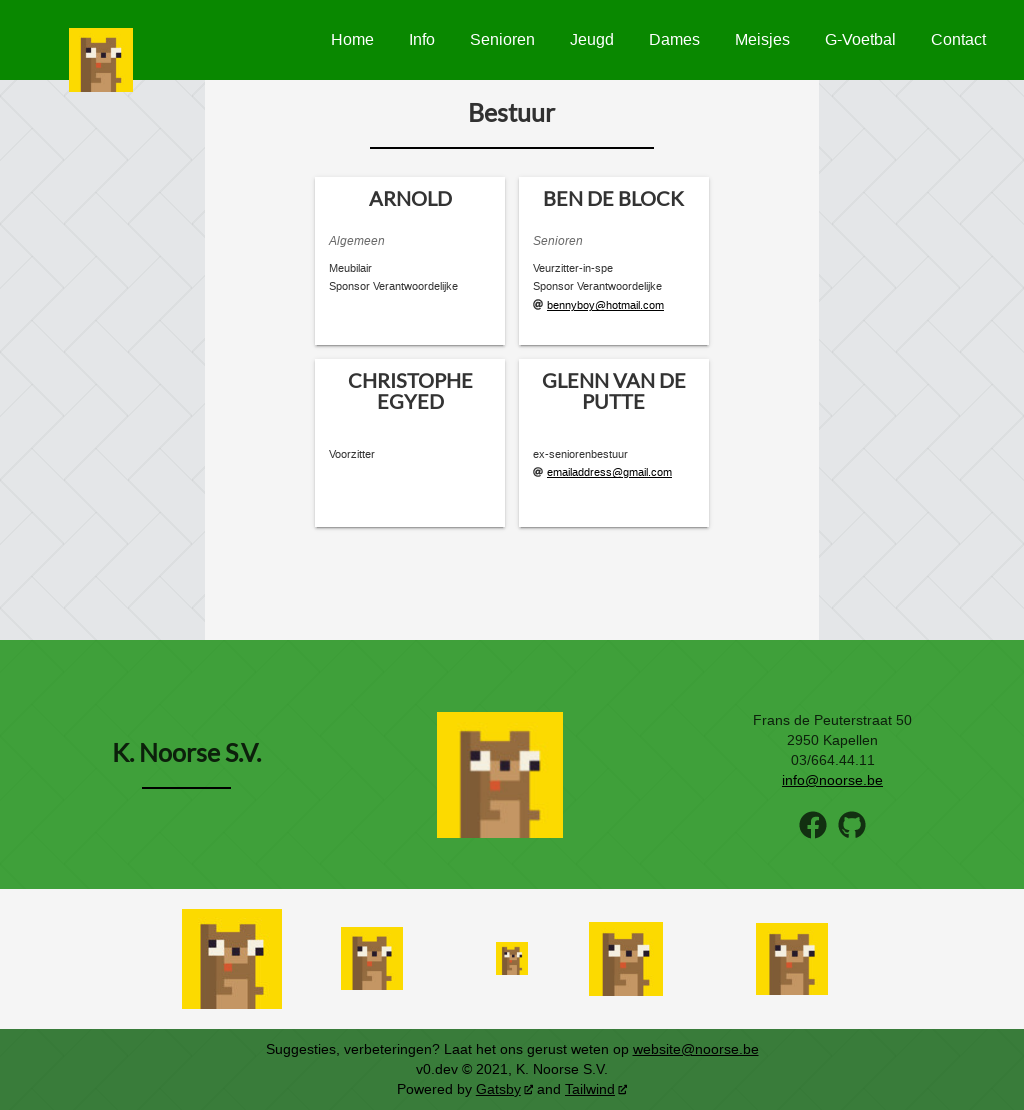 Home Info Senioren Jeugd Dames Meisjes G-Voetbal Contact
Bestuur
ARNOLD
Algemeen
Meubilair
Sponsor Verantwoordelijke
BEN DE BLOCK
Senioren
Veurzitter-in-spe
Sponsor Verantwoordelijke
@ bennyboy@hotmail.com
CHRISTOPHE
EGYED
Voorzitter
GLENN VAN DE
PUTTE
ex-seniorenbestuur
@ emailaddress@gmail.com
K. Noorse S.V.
Frans de Peuterstraat 50
2950 Kapellen
03/664.44.11
info@noorse.be
Suggesties, verbeteringen? Laat het ons gerust weten op website@noorse.be
v0.dev © 2021, K. Noorse S.V.
Powered by Gatsby and Tailwind